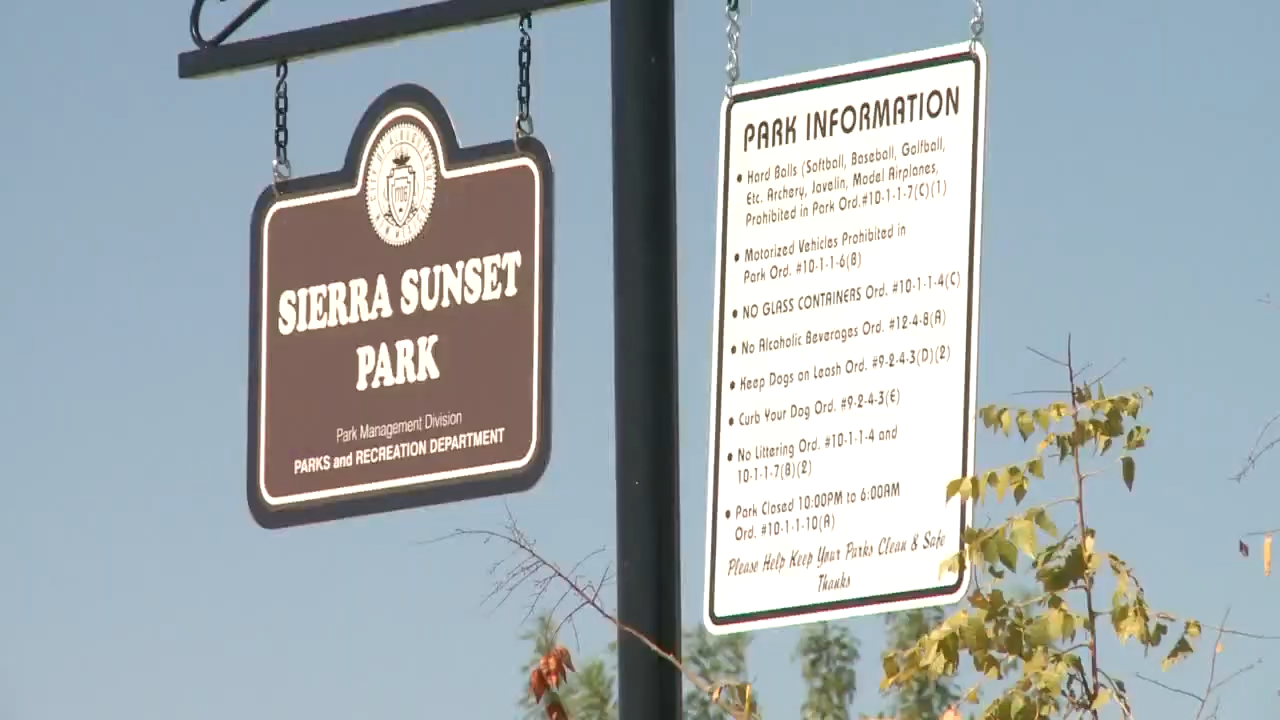 SIERRA SUNSET
PARK
Park Management Division
PARKS and RECREATION DEPARTMENT
PARK INFORMATION
• Hard Balls (Softball, Baseball, Golfball,
Etc. Archery, Javelin, Model Airplanes,
Prohibited in Park Ord.#10-1-1-7(C)(1)
• Motorized Vehicles Prohibited in
Park Ord. #10-1-1-6(B)
• NO GLASS CONTAINERS Ord. #10-1-1-4(C)
• No Alcoholic Beverages Ord. #12-4-8(A)
• Keep Dogs on Leash Ord. #9-2-4-3(D)(2)
• Curb Your Dog Ord. #9-2-4-3(E)
• No Littering Ord. #10-1-1-4 and
10-1-1-7(B)(2)
• Park Closed 10:00PM to 6:00AM
Ord. #10-1-1-10(A)
Please Help Keep Your Parks Clean & Safe
Thanks